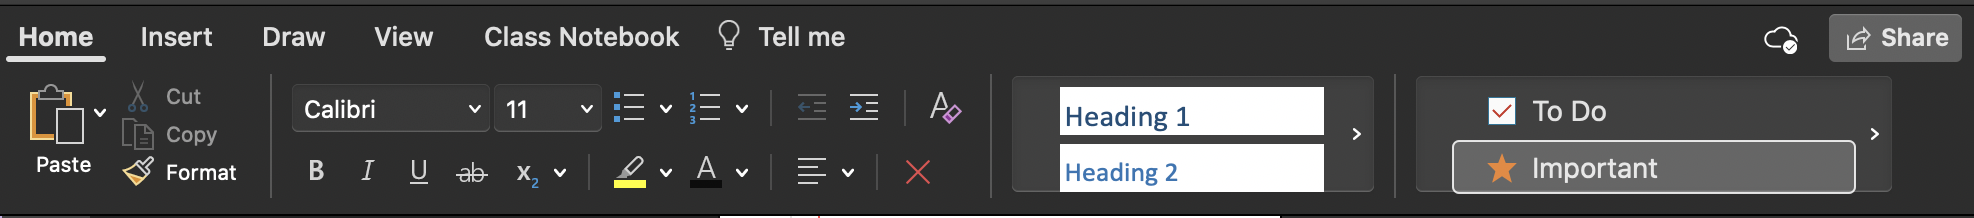 Home Insert Draw View Class Notebook Tell me Share
Paste
Cut
Copy
Format
Calibri 11
B I U ab x2 A
Heading 1
Heading 2
To Do
Important